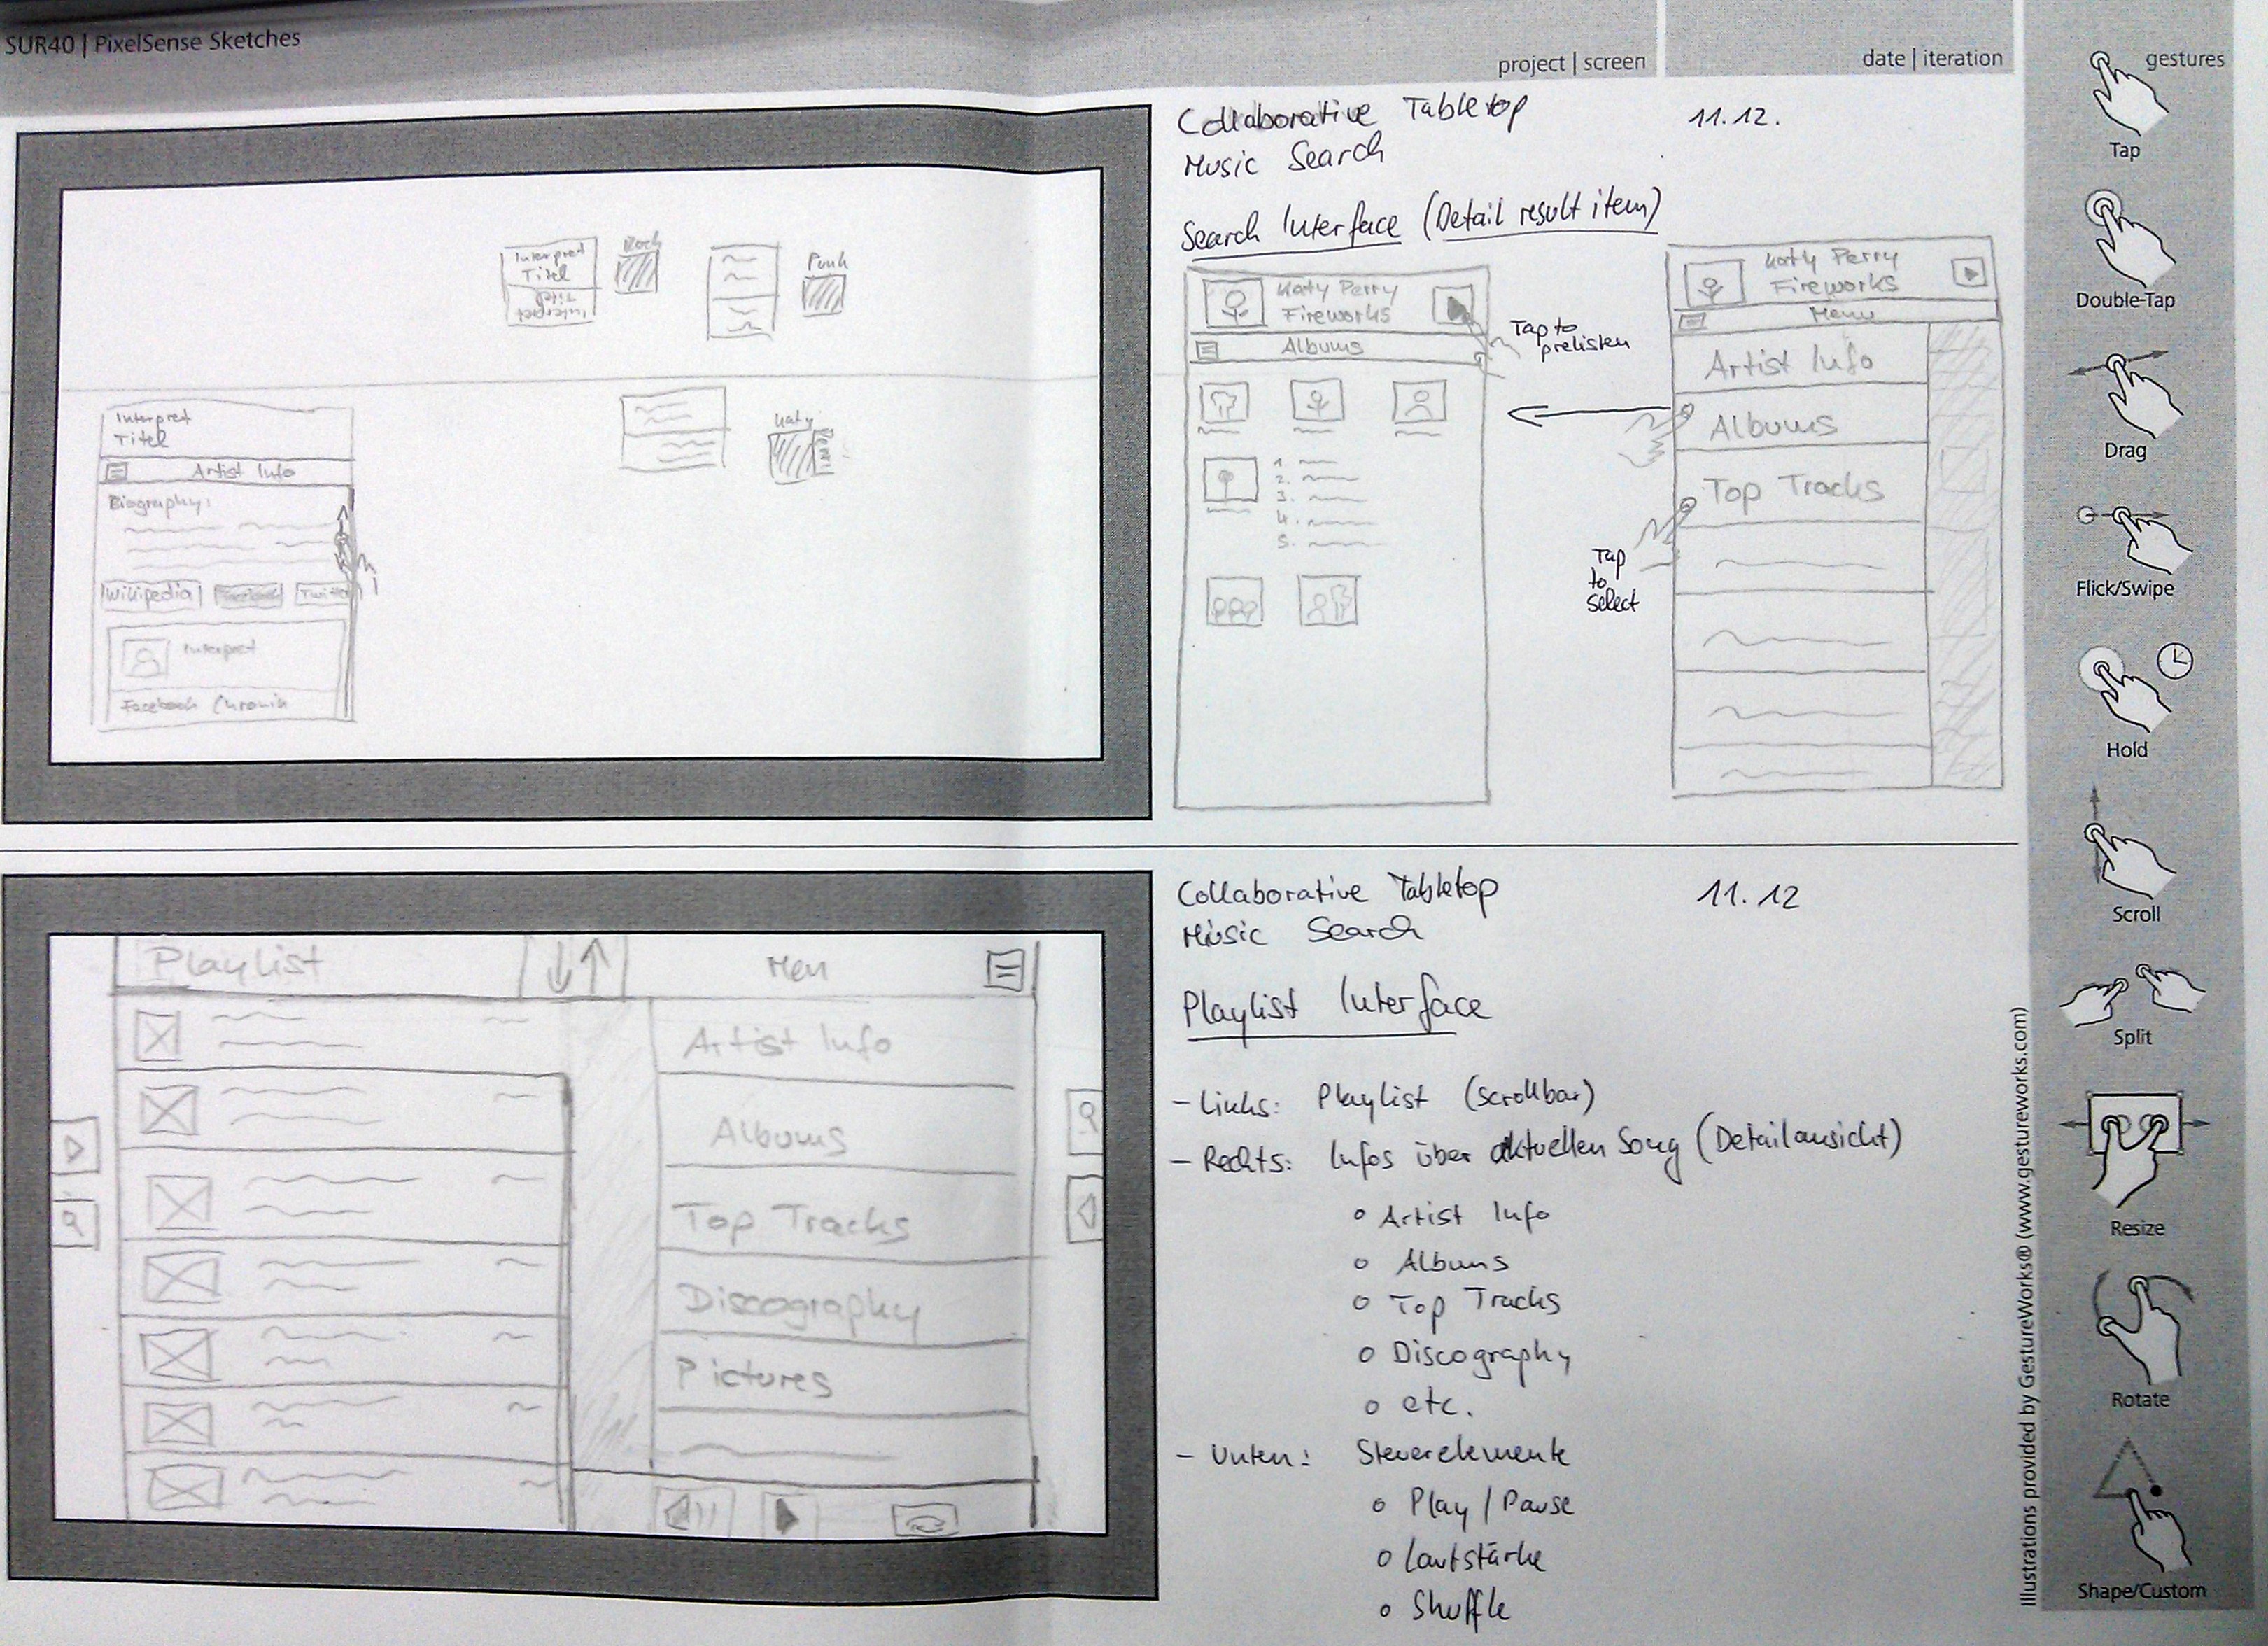 SUR40 | PixelSense Sketches
project | screen
date | iteration
gestures
Collaborative Tabletop
Music Search
11.12.
Search Interface (Detail result item)
Interpret
Titel
Titel
Interpret
Rock
Punk
Katy
Perry
Interpret
Titel
Artist Info
Biography:
Wikipedia
Facebook
Twitter
Interpret
Facebook Chronik
Katy Perry
Fireworks
Albums
1.
2.
3.
4.
5.
Tap to
prelisten
Katy Perry
Fireworks
Menu
Artist Info
Albums
Top Tracks
Tap
to
select
Collaborative Tabletop
Music Search
11.12
Playlist Interface
- Links: Playlist (scrollbar)
- Rechts: Infos über aktuellen Song (Detailansicht)
o Artist Info
o Albums
o Top Tracks
o Discography
o etc.
- Unten: Steuerelemente
o Play / Pause
o Lautstärke
o Shuffle
Playlist
Men
Artist Info
Albums
Top Tracks
Discography
Pictures
Tap
Double-Tap
Drag
Flick/Swipe
Hold
Scroll
Split
Resize
Rotate
Shape/Custom
Illustrations provided by GestureWorks® (www.gestureworks.com)